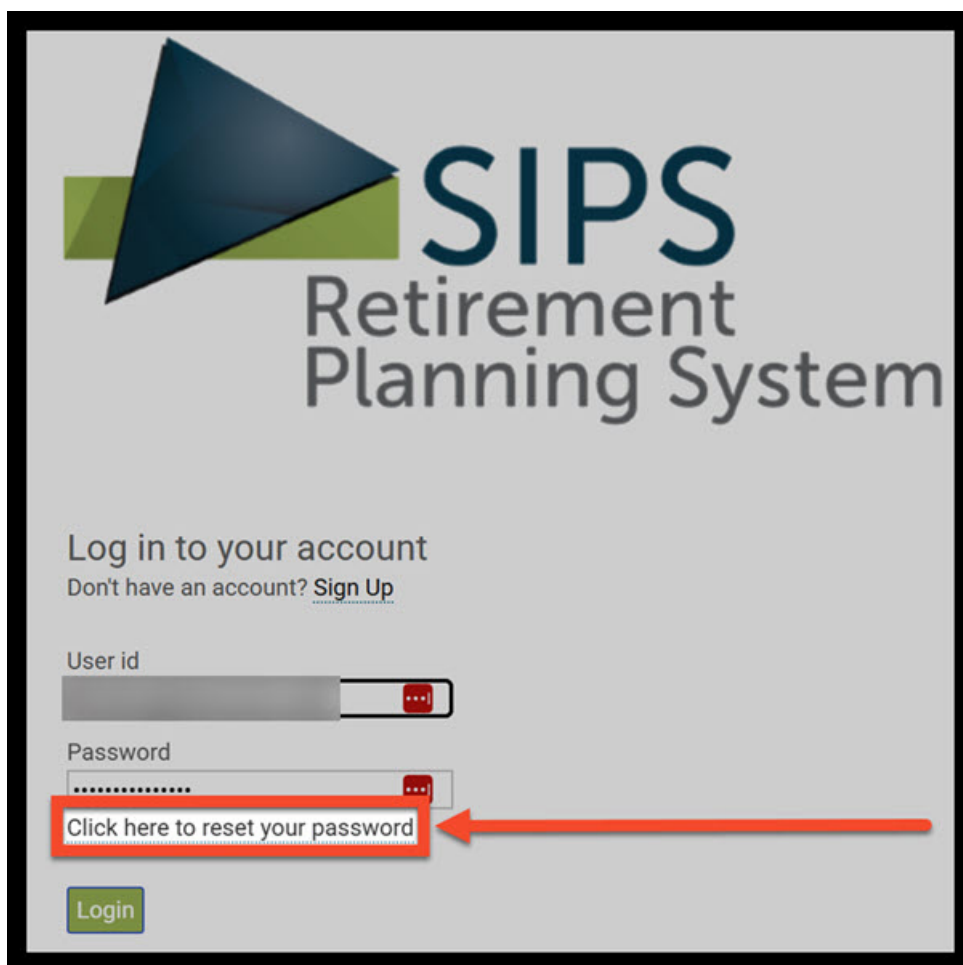 SIPS
Retirement
Planning System
Log in to your account
Don't have an account? Sign Up
User id
Password
Click here to reset your password
Login